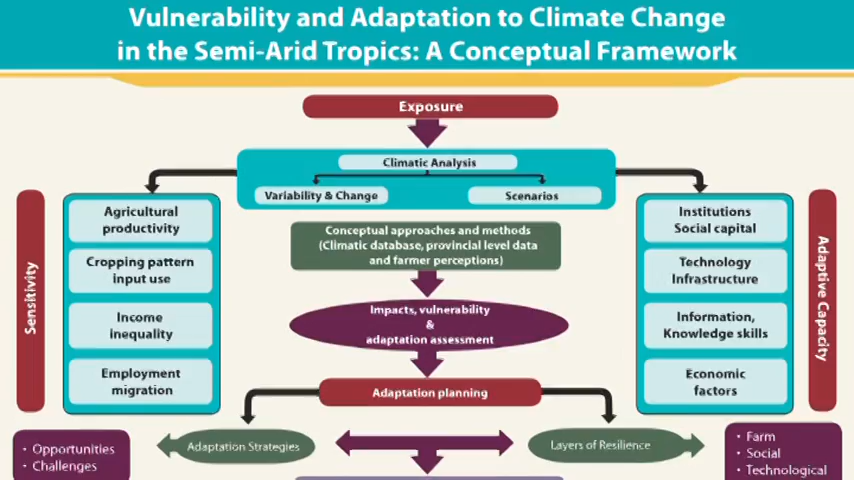 Vulnerability and Adaptation to Climate Change
in the Semi-Arid Tropics: A Conceptual Framework
Exposure
Climatic Analysis
Variability & Change
Scenarios
Sensitivity
Agricultural
productivity
Cropping pattern
input use
Income
inequality
Employment
migration
Conceptual approaches and methods
(Climatic database, provincial level data
and farmer perceptions)
Impacts, vulnerability
&
adaptation assessment
Adaptation planning
Institutions
Social capital
Technology
Infrastructure
Information,
Knowledge skills
Economic
factors
Adaptive Capacity
• Opportunities
• Challenges
Adaptation Strategies
Layers of Resilience
• Farm
• Social
• Technological